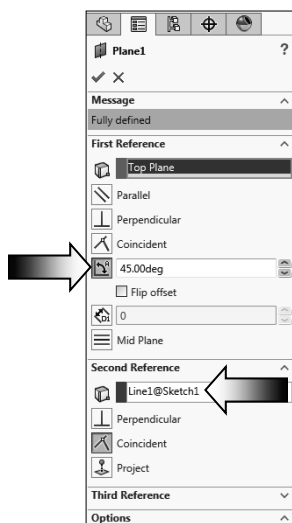 Plane1
?
Message
Fully defined
First Reference
Top Plane
Parallel
Perpendicular
Coincident
45.00deg
Flip offset
0
Mid Plane
Second Reference
Line1@Sketch1
Perpendicular
Coincident
Project
Third Reference
Options